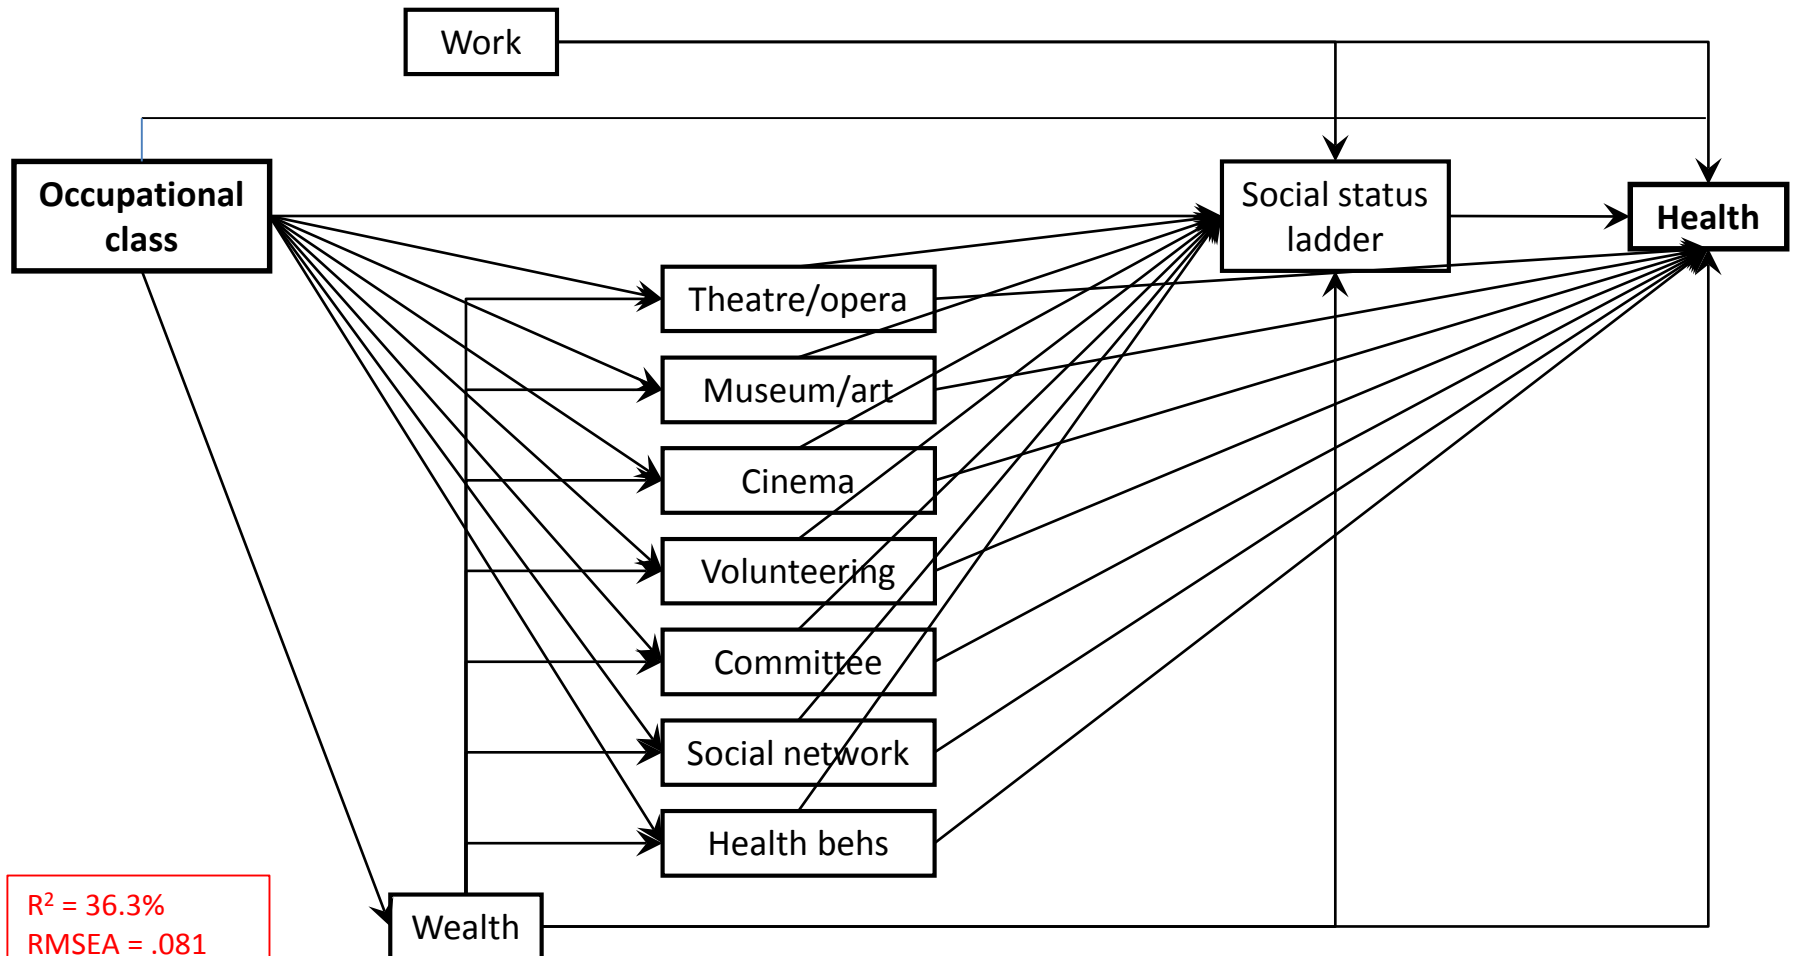 Work
Occupational
class
Social status
ladder
Health
Theatre/opera
Museum/art
Cinema
Volunteering
Committee
Social network
Health behs
Wealth
R² = 36.3%
RMSEA = .081